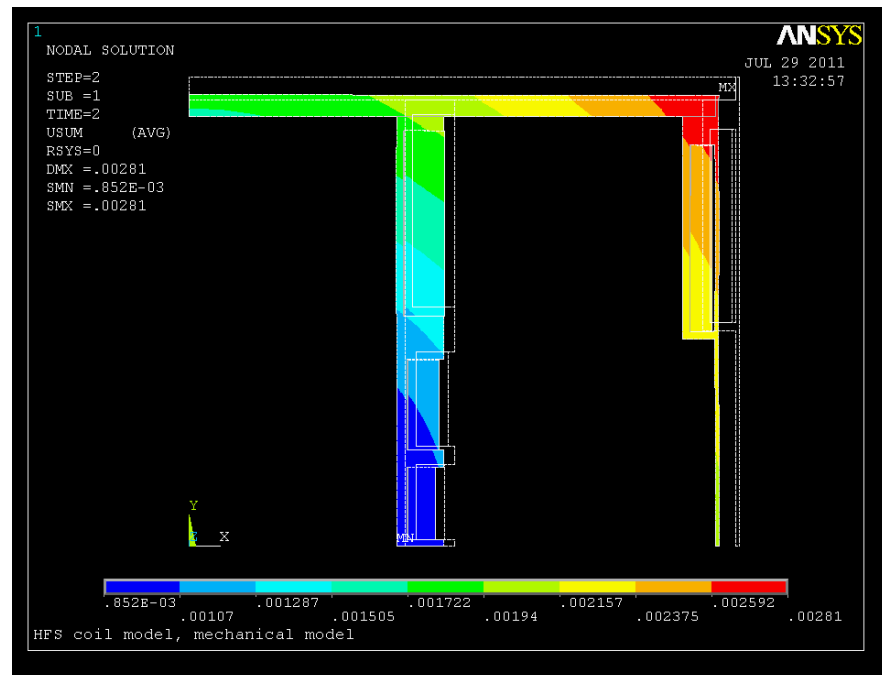 1
ANSYS
NODAL SOLUTION
JUL 29 2011
13:32:57
STEP=2
SUB =1
TIME=2
USUM (AVG)
RSYS=0
DMX =.00281
SMN =.852E-03
SMX =.00281
MX
Y
Z X
MN
.852E-03 .001287 .001722 .002157 .002592
.00107 .001505 .00194 .002375 .00281
HFS coil model, mechanical model